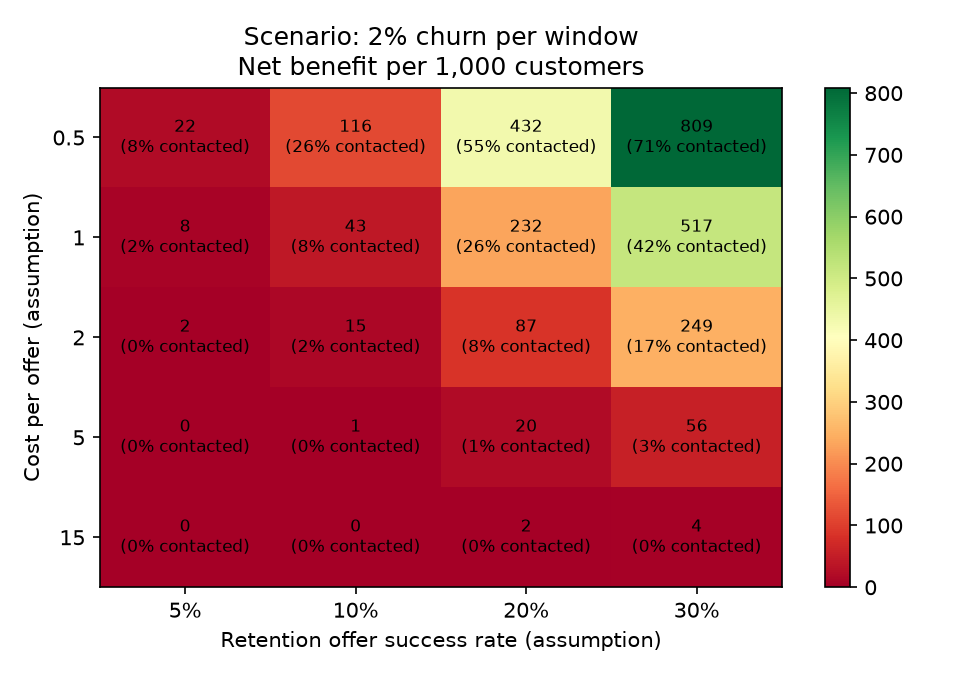 Scenario: 2% churn per window
Net benefit per 1,000 customers
Cost per offer (assumption)
0.5
22
(8% contacted)
116
(26% contacted)
432
(55% contacted)
809
(71% contacted)
1
8
(2% contacted)
43
(8% contacted)
232
(26% contacted)
517
(42% contacted)
2
2
(0% contacted)
15
(2% contacted)
87
(8% contacted)
249
(17% contacted)
5
0
(0% contacted)
1
(0% contacted)
20
(1% contacted)
56
(3% contacted)
15
0
(0% contacted)
0
(0% contacted)
2
(0% contacted)
4
(0% contacted)
5%
10%
20%
30%
Retention offer success rate (assumption)
800
700
600
500
400
300
200
100
0